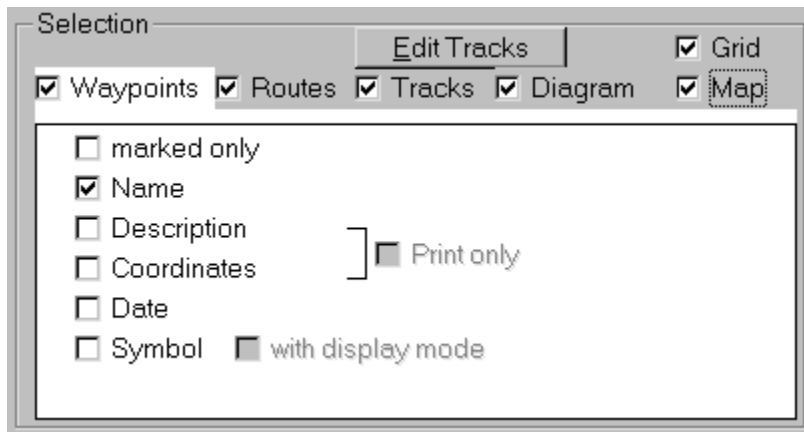 Selection
Edit Tracks
Grid
Waypoints Routes Tracks Diagram Map
marked only
Name
Description
Print only
Coordinates
Date
Symbol with display mode